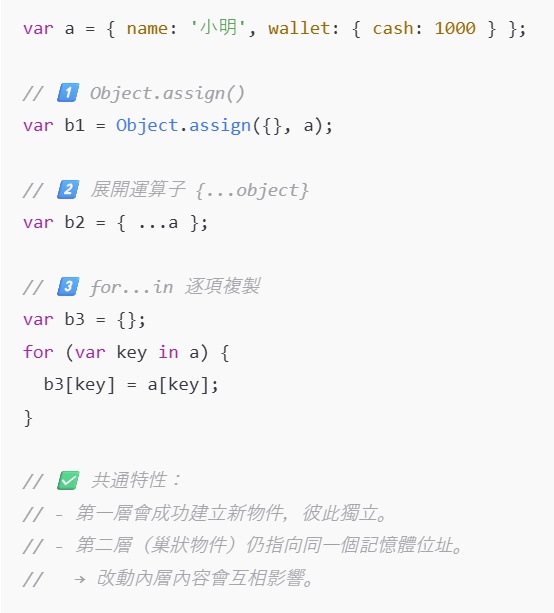 var a = { name: '小明', wallet: { cash: 1000 } };
// 1️⃣ Object.assign()
var b1 = Object.assign({}, a);
// 2️⃣ 展開運算子 {...object}
var b2 = { ...a };
// 3️⃣ for...in 逐項複製
var b3 = {};
for (var key in a) {
  b3[key] = a[key];
}
// ✅ 共通特性：
// - 第一層會成功建立新物件，彼此獨立。
// - 第二層（巢狀物件）仍指向同一個記憶體位址。
//   → 改動內層內容會互相影響。